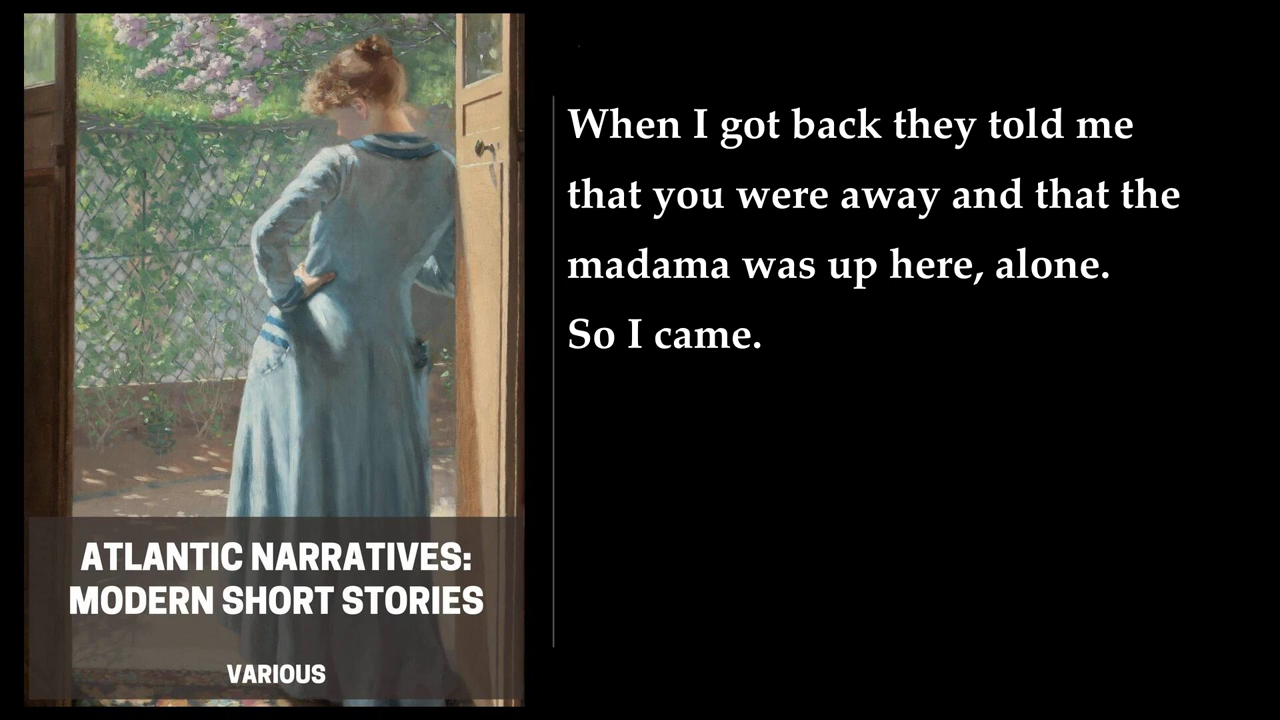 When I got back they told me
that you were away and that the
madama was up here, alone.
So I came.
ATLANTIC NARRATIVES:
MODERN SHORT STORIES
VARIOUS